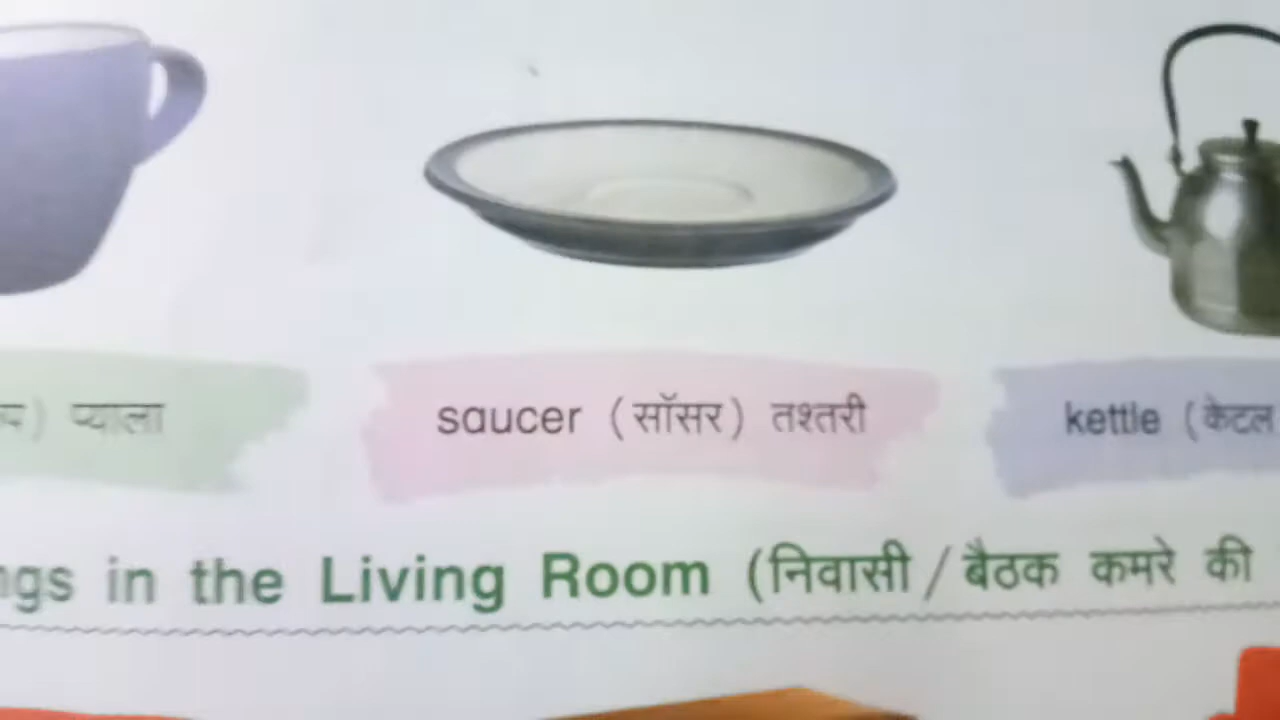 प्याला
saucer (सॉसर) तश्तरी
kettle
in the Living Room (निवासी / बैठक कमरे की